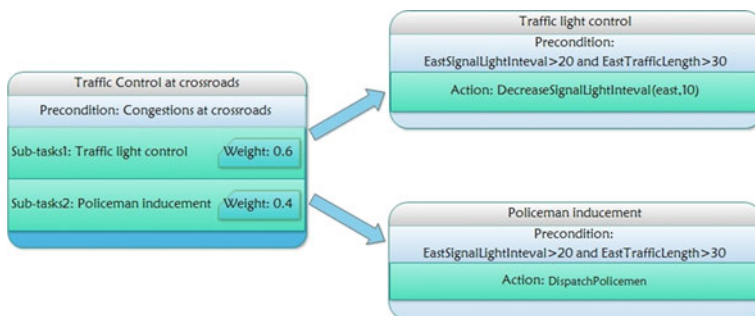 Traffic Control at crossroads
Precondition: Congestions at crossroads
Sub-tasks1: Traffic light control
Weight: 0.6
Sub-tasks2: Policeman inducement
Weight: 0.4
Traffic light control
Precondition:
EastSignalLightInteval>20 and EastTrafficLength>30
Action: DecreaseSignalLightInteval(east,10)
Policeman inducement
Precondition:
EastSignalLightInteval>20 and EastTrafficLength>30
Action: DispatchPolicemen